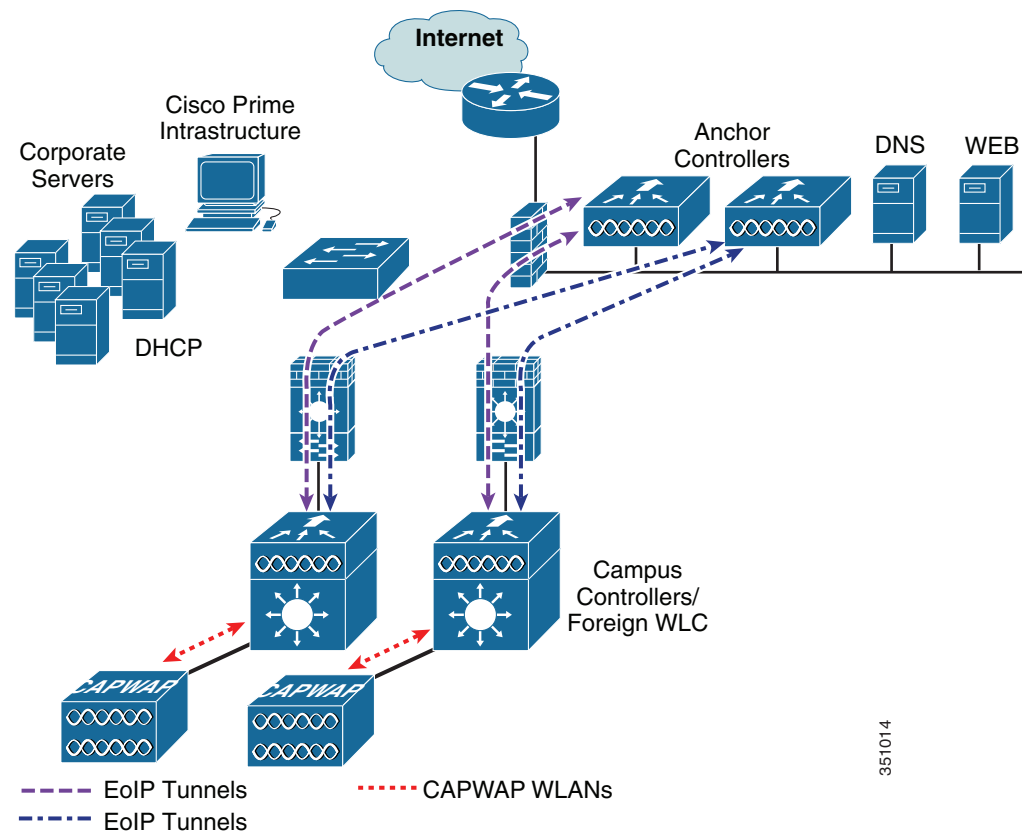 Internet
Cisco Prime
Intrastructure
Corporate
Servers
Anchor
Controllers
DNS
WEB
DHCP
Campus
Controllers/
Foreign WLC
CAPWAP
CAPWAP
351014
EoIP Tunnels
CAPWAP WLANs
EoIP Tunnels